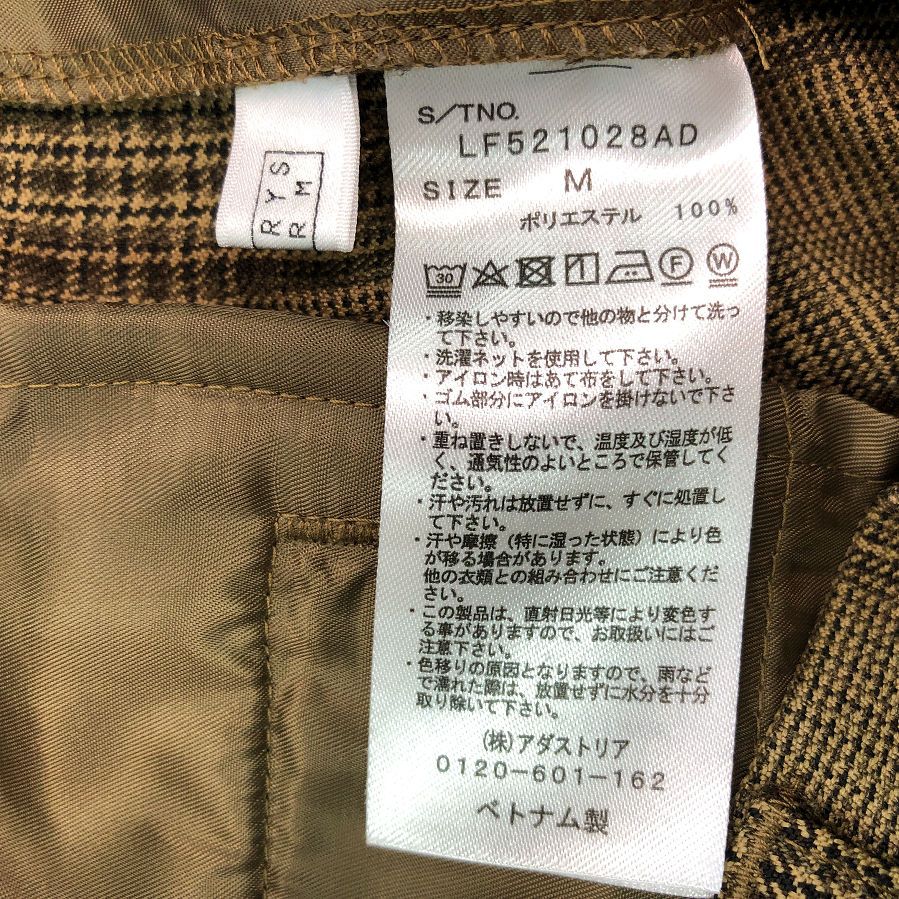 S/TNO.
LF521028AD
SIZE M
ポリエステル 100%
30
F
W
・移染しやすいので他の物と分けて洗っ
て下さい。
・洗濯ネットを使用して下さい。
・アイロン時はあて布をして下さい。
・ゴム部分にアイロンを掛けないで下さ
い。
・重ね置きしないで、温度及び湿度が低
く、通気性のよいところで保管してく
ださい。
・汗や汚れは放置せずに、すぐに処置し
て下さい。
・汗や摩擦（特に湿った状態）により色
が移る場合があります。
他の衣類との組み合わせにご注意くだ
さい。
・この製品は、直射日光等により変色す
る事がありますので、お取扱いにはご
注意下さい。
・色移りの原因となりますので、雨など
で濡れた際は、放置せずに水分を十分
取り除いて下さい。
(株)アダストリア
0120-601-162
ベトナム製
RYS
RM